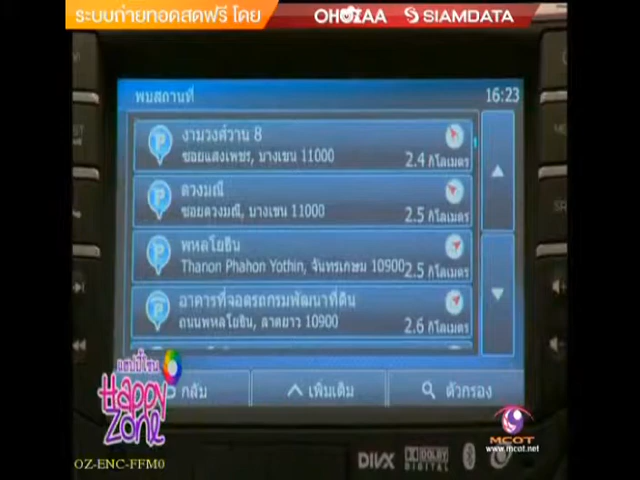 ระบบถ่ายทอดสดฟรี โดย
OHOZAA
SIAMDATA
พบสถานที่
16:23
งามวงศ์วาน 8
ซอยแสงเพชร, บางเขน 11000
2.4 กิโลเมตร
ดวงมณี
ซอยดวงมณี, บางเขน 11000
2.5 กิโลเมตร
พหลโยธิน
Thanon Phahon Yothin, จันทรเกษม 10900
2.5 กิโลเมตร
อาคารที่จอดรถกรมพัฒนาที่ดิน
ถนนพหลโยธิน, ลาดยาว 10900
2.6 กิโลเมตร
กลับ
เพิ่มเติม
ตัวกรอง
แฮปปี้โซน
Happy
Zone
MCOT
www.mcot.net
OZ-ENC-FFM0
DIVX
DOLBY
DIGITAL